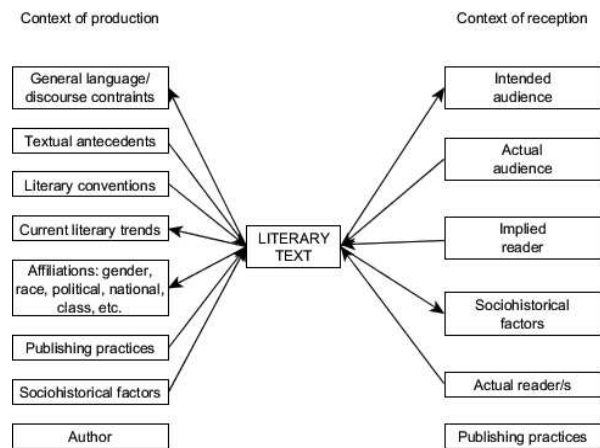 Context of production
Context of reception
General language/
discourse contraints
Textual antecedents
Literary conventions
Current literary trends
Affiliations: gender,
race, political, national,
class, etc.
Publishing practices
Sociohistorical factors
Author
LITERARY
TEXT
Intended
audience
Actual
audience
Implied
reader
Sociohistorical
factors
Actual reader/s
Publishing practices